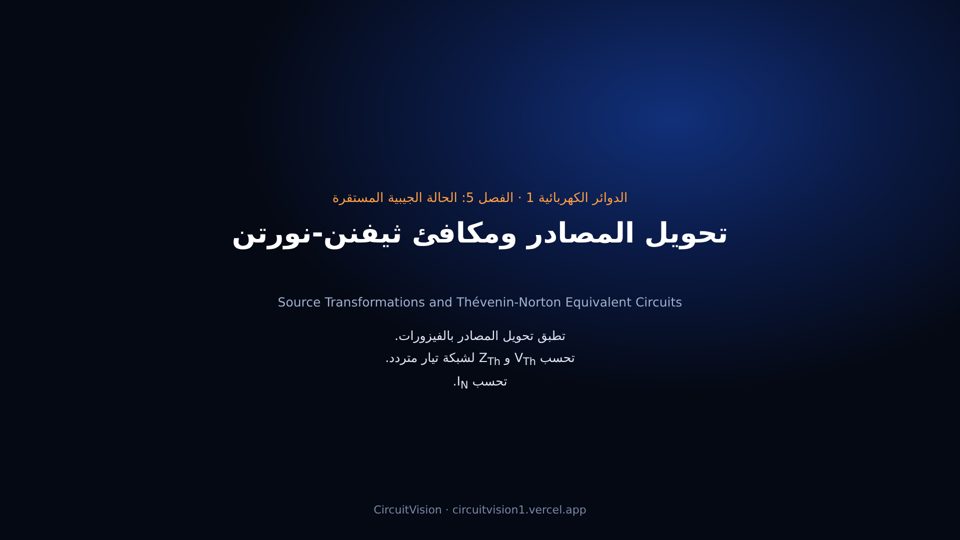 الدوائر الكهربائية 1 · الفصل 5: الحالة الجيبية المستقرة
تحويل المصادر ومكافئ ثيفنن-نورتن
Source Transformations and Thévenin-Norton Equivalent Circuits
تطبق تحويل المصادر بالفيزورات.
تحسب VTh و ZTh لشبكة تيار متردد.
تحسب IN.
CircuitVision · circuitvision1.vercel.app